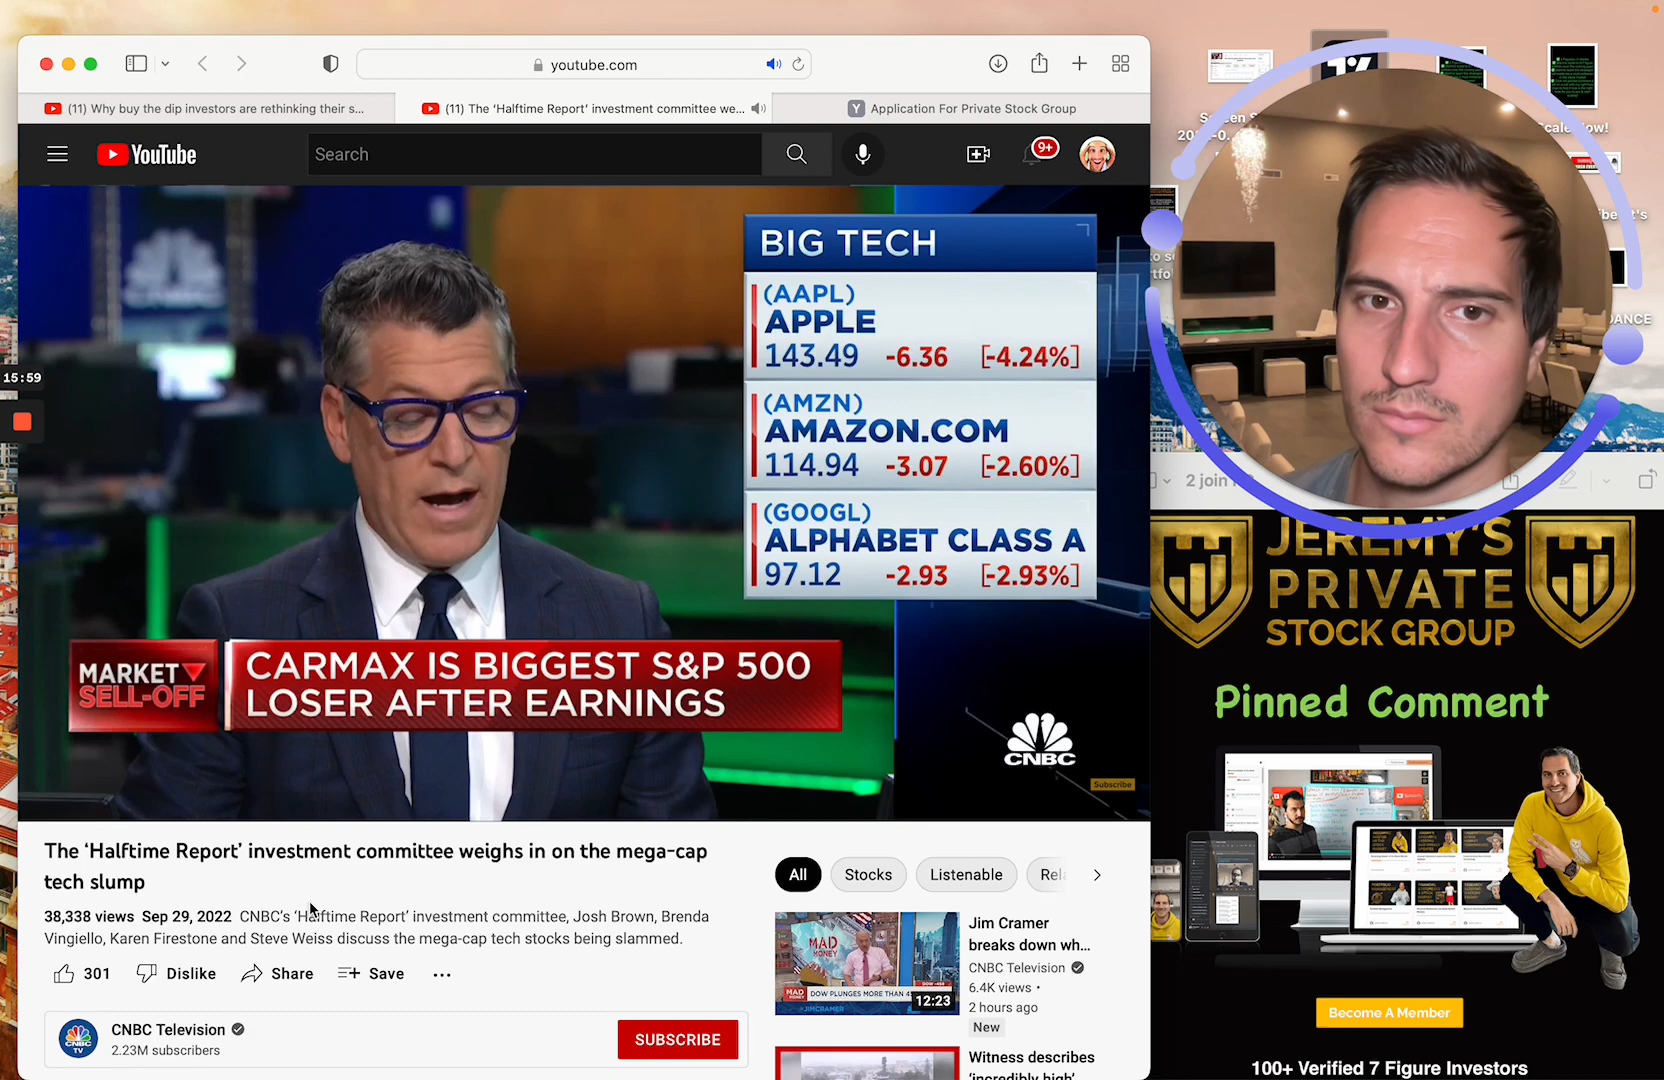 youtube.com
(11) Why buy the dip investors are rethinking their s...
(11) The ‘Halftime Report’ investment committee we...
Y
Application For Private Stock Group
YouTube
Search
9+
BIG TECH
(AAPL)
APPLE
143.49 -6.36 [-4.24%]
(AMZN)
AMAZON.COM
114.94 -3.07 [-2.60%]
(GOOGL)
ALPHABET CLASS A
97.12 -2.93 [-2.93%]
15:59
MARKET
SELL-OFF
CARMAX IS BIGGEST S&P 500
LOSER AFTER EARNINGS
CNBC
Subscribe
The ‘Halftime Report’ investment committee weighs in on the mega-cap
tech slump
38,338 views Sep 29, 2022 CNBC’s ‘Halftime Report’ investment committee, Josh Brown, Brenda
Vingiello, Karen Firestone and Steve Weiss discuss the mega-cap tech stocks being slammed.
301 Dislike Share Save ...
CNBC Television
2.23M subscribers
SUBSCRIBE
All Stocks Listenable
MAD
MONEY
JIMCRAMER
12:23
Jim Cramer
breaks down wh...
CNBC Television
6.4K views •
2 hours ago
New
Witness describes
‘incredibly high’
2 join
JEREMY'S
PRIVATE
STOCK GROUP
Pinned Comment
Become A Member
100+ Verified 7 Figure Investors